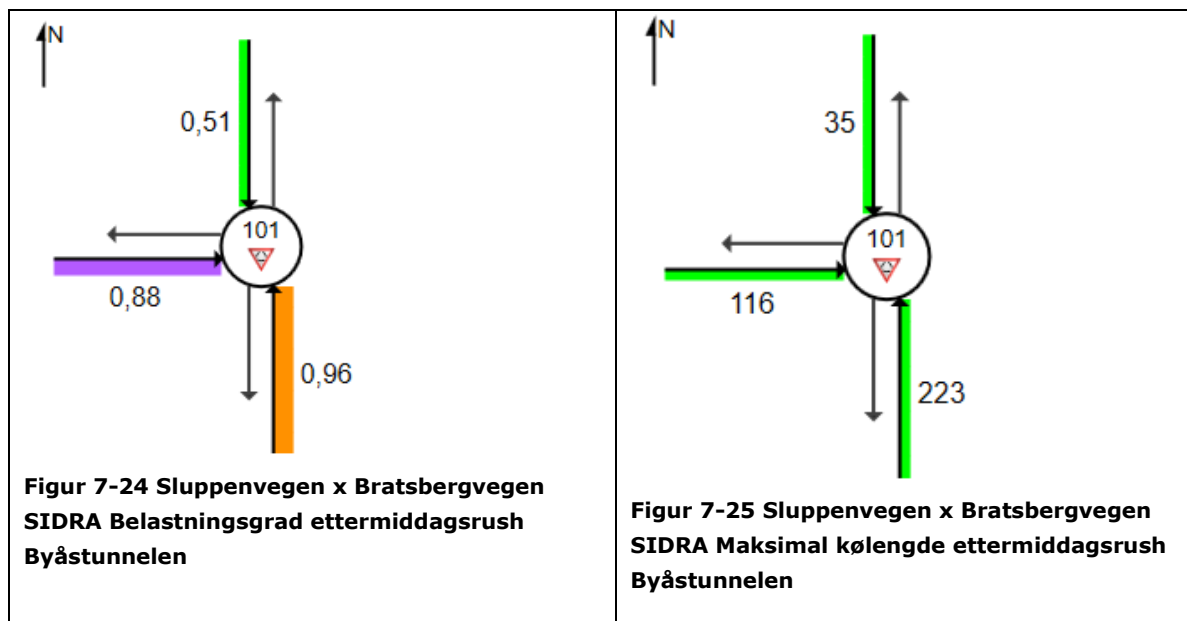 N
0,51
101
0,88
0,96
Figur 7-24 Sluppenvegen x Bratsbergvegen
SIDRA Belastningsgrad ettermiddagsrush
Byåstunnelen
N
35
101
116
223
Figur 7-25 Sluppenvegen x Bratsbergvegen
SIDRA Maksimal kølengde ettermiddagsrush
Byåstunnelen